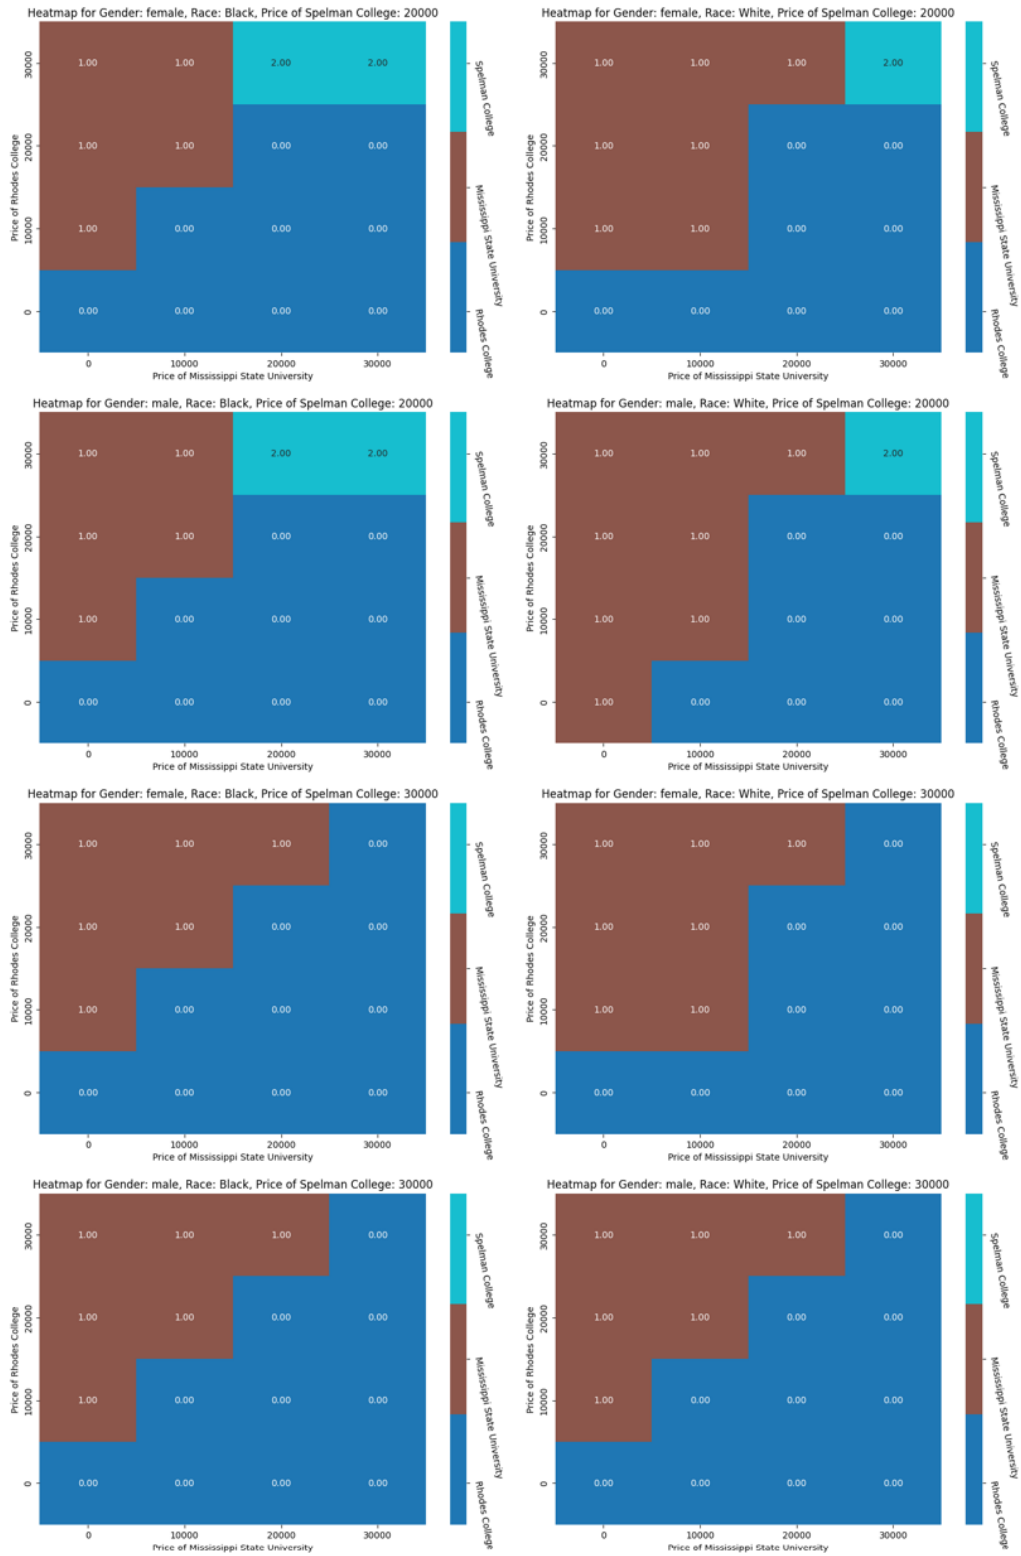 Heatmap for Gender: female, Race: Black, Price of Spelman College: 20000
Price of Rhodes College
30000
1.00 1.00 2.00 2.00
20000
1.00 1.00 0.00 0.00
10000
1.00 0.00 0.00 0.00
0
0.00 0.00 0.00 0.00
0 10000 20000 30000
Price of Mississippi State University
Spelman College
Mississippi State University
Rhodes College
Heatmap for Gender: female, Race: White, Price of Spelman College: 20000
Price of Rhodes College
30000
1.00 1.00 1.00 2.00
20000
1.00 1.00 0.00 0.00
10000
1.00 1.00 0.00 0.00
0
0.00 0.00 0.00 0.00
0 10000 20000 30000
Price of Mississippi State University
Spelman College
Mississippi State University
Rhodes College
Heatmap for Gender: male, Race: Black, Price of Spelman College: 20000
Price of Rhodes College
30000
1.00 1.00 2.00 2.00
20000
1.00 1.00 0.00 0.00
10000
1.00 0.00 0.00 0.00
0
0.00 0.00 0.00 0.00
0 10000 20000 30000
Price of Mississippi State University
Spelman College
Mississippi State University
Rhodes College
Heatmap for Gender: male, Race: White, Price of Spelman College: 20000
Price of Rhodes College
30000
1.00 1.00 1.00 2.00
20000
1.00 1.00 0.00 0.00
10000
1.00 1.00 0.00 0.00
0
1.00 0.00 0.00 0.00
0 10000 20000 30000
Price of Mississippi State University
Spelman College
Mississippi State University
Rhodes College
Heatmap for Gender: female, Race: Black, Price of Spelman College: 30000
Price of Rhodes College
30000
1.00 1.00 1.00 0.00
20000
1.00 1.00 0.00 0.00
10000
1.00 0.00 0.00 0.00
0
0.00 0.00 0.00 0.00
0 10000 20000 30000
Price of Mississippi State University
Spelman College
Mississippi State University
Rhodes College
Heatmap for Gender: female, Race: White, Price of Spelman College: 30000
Price of Rhodes College
30000
1.00 1.00 1.00 0.00
20000
1.00 1.00 0.00 0.00
10000
1.00 1.00 0.00 0.00
0
0.00 0.00 0.00 0.00
0 10000 20000 30000
Price of Mississippi State University
Spelman College
Mississippi State University
Rhodes College
Heatmap for Gender: male, Race: Black, Price of Spelman College: 30000
Price of Rhodes College
30000
1.00 1.00 1.00 0.00
20000
1.00 1.00 0.00 0.00
10000
1.00 0.00 0.00 0.00
0
0.00 0.00 0.00 0.00
0 10000 20000 30000
Price of Mississippi State University
Spelman College
Mississippi State University
Rhodes College
Heatmap for Gender: male, Race: White, Price of Spelman College: 30000
Price of Rhodes College
30000
1.00 1.00 1.00 0.00
20000
1.00 1.00 0.00 0.00
10000
1.00 0.00 0.00 0.00
0
0.00 0.00 0.00 0.00
0 10000 20000 30000
Price of Mississippi State University
Spelman College
Mississippi State University
Rhodes College